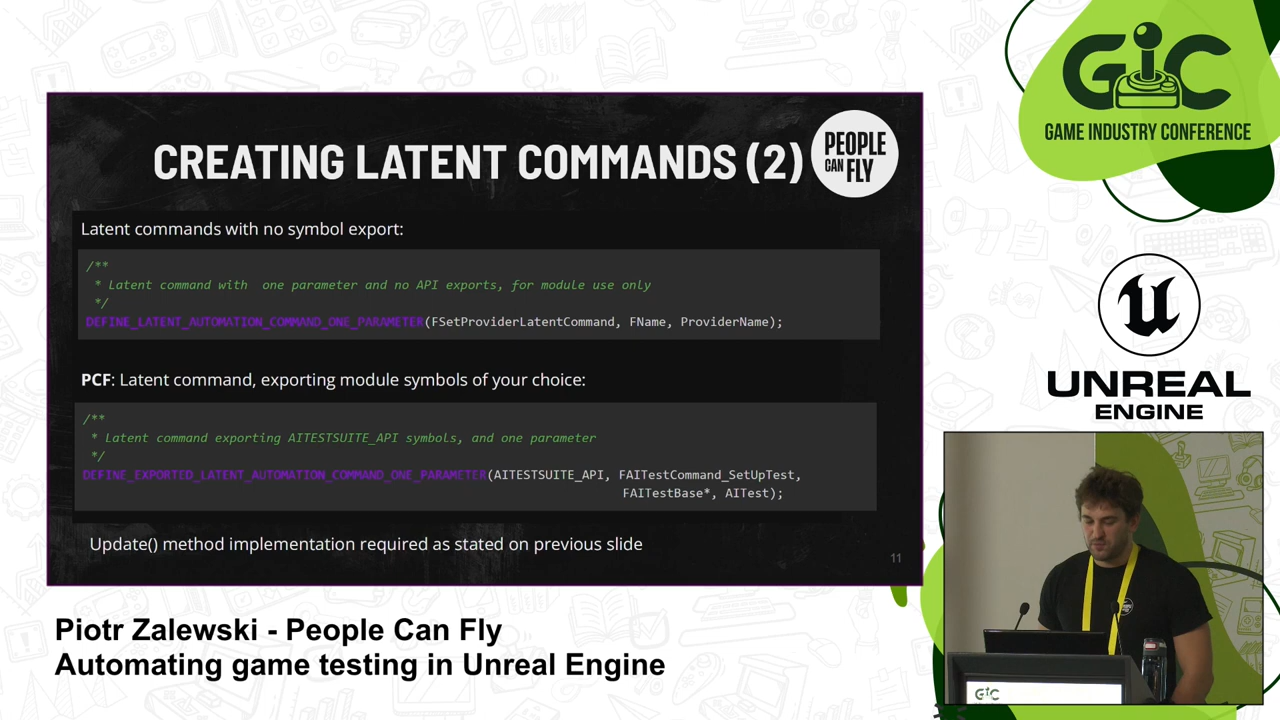 CREATING LATENT COMMANDS (2)
PEOPLE
CAN FLY
Latent commands with no symbol export:
/**
* Latent command with  one parameter and no API exports, for module use only
*/
DEFINE_LATENT_AUTOMATION_COMMAND_ONE_PARAMETER(FSetProviderLatentCommand, FName, ProviderName);
PCF: Latent command, exporting module symbols of your choice:
/**
* Latent command exporting AITESTSUITE_API symbols, and one parameter
*/
DEFINE_EXPORTED_LATENT_AUTOMATION_COMMAND_ONE_PARAMETER(AITESTSUITE_API, FAITestCommand_SetUpTest,
FAITestBase*, AITest);
Update() method implementation required as stated on previous slide
11
GIC
GAME INDUSTRY CONFERENCE
UNREAL
ENGINE
GIC
Piotr Zalewski - People Can Fly
Automating game testing in Unreal Engine